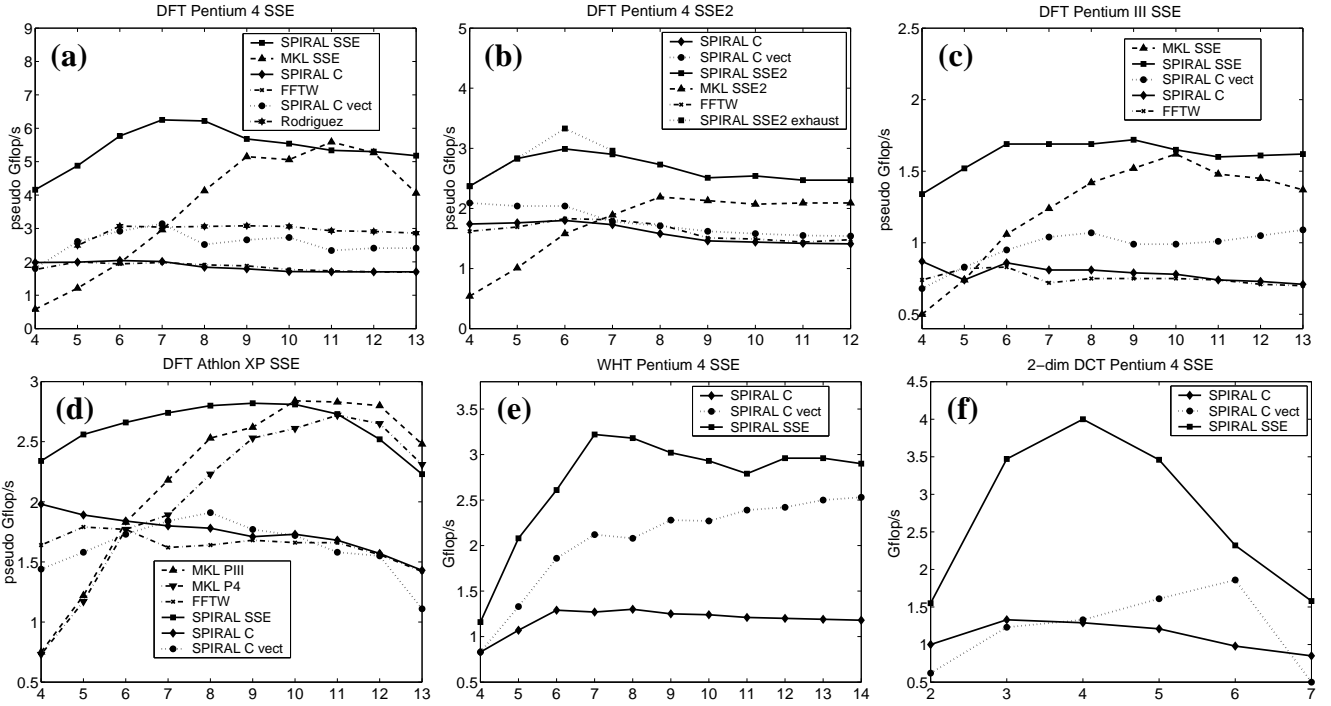 DFT Pentium 4 SSE
(a)
pseudo Gflop/s
9
8
7
6
5
4
3
2
1
0
SPIRAL SSE
MKL SSE
SPIRAL C
FFTW
SPIRAL C vect
Rodriguez
4 5 6 7 8 9 10 11 12 13
DFT Pentium 4 SSE2
(b)
pseudo Gflop/s
5
4
3
2
1
0
SPIRAL C
SPIRAL C vect
SPIRAL SSE2
MKL SSE2
FFTW
SPIRAL SSE2 exhaust
4 5 6 7 8 9 10 11 12
DFT Pentium III SSE
(c)
pseudo Gflop/s
2.5
2
1.5
1
0.5
MKL SSE
SPIRAL SSE
SPIRAL C vect
SPIRAL C
FFTW
4 5 6 7 8 9 10 11 12 13
DFT Athlon XP SSE
(d)
pseudo Gflop/s
3
2.5
2
1.5
1
0.5
MKL PIII
MKL P4
FFTW
SPIRAL SSE
SPIRAL C
SPIRAL C vect
4 5 6 7 8 9 10 11 12 13
WHT Pentium 4 SSE
(e)
Gflop/s
3.5
3
2.5
2
1.5
1
0.5
SPIRAL C
SPIRAL C vect
SPIRAL SSE
4 5 6 7 8 9 10 11 12 13 14
2−dim DCT Pentium 4 SSE
(f)
Gflop/s
4.5
4
3.5
3
2.5
2
1.5
1
0.5
SPIRAL C
SPIRAL C vect
SPIRAL SSE
2 3 4 5 6 7